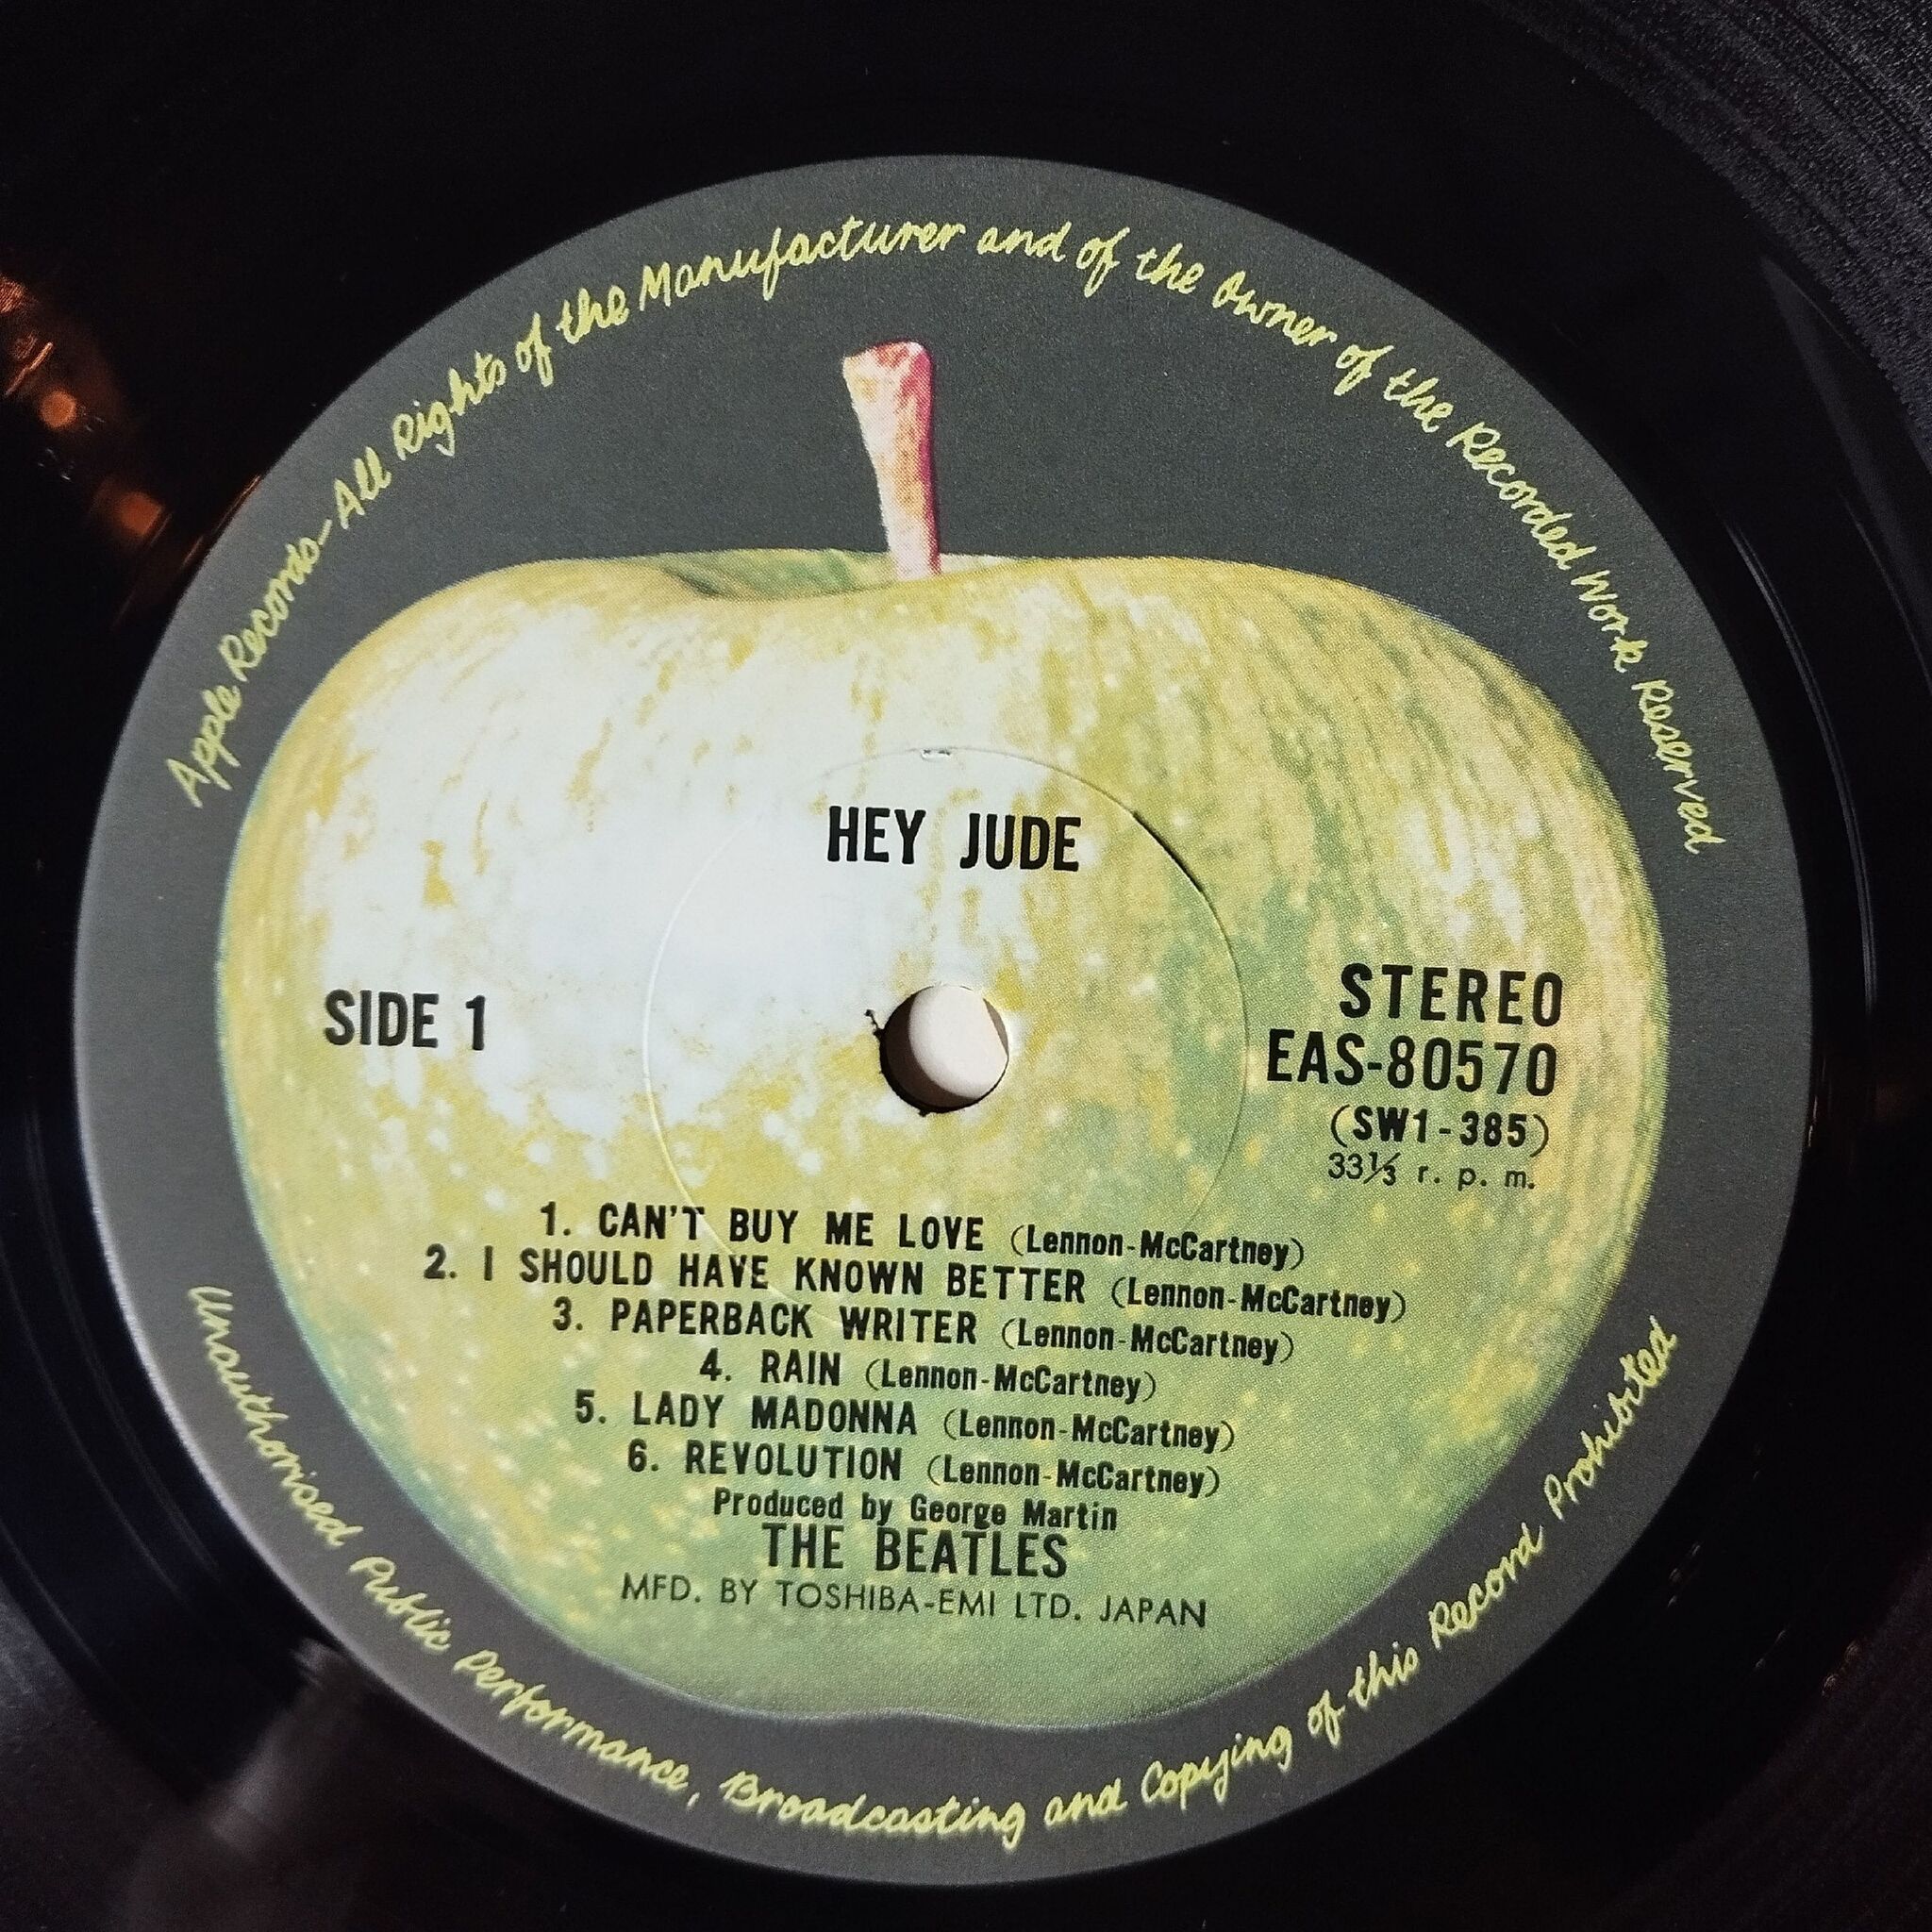 Apple Records—All Rights of the Manufacturer and of the Owner of the Recorded Work Reserved
HEY JUDE
SIDE 1
STEREO
EAS-80570
(SW1-385)
33⅓ r. p. m.
1. CAN'T BUY ME LOVE (Lennon-McCartney)
2. I SHOULD HAVE KNOWN BETTER (Lennon-McCartney)
3. PAPERBACK WRITER (Lennon-McCartney)
4. RAIN (Lennon-McCartney)
5. LADY MADONNA (Lennon-McCartney)
6. REVOLUTION (Lennon-McCartney)
Produced by George Martin
THE BEATLES
MFD. BY TOSHIBA-EMI LTD. JAPAN
Unauthorised Public Performance, Broadcasting and Copying of this Record Prohibited